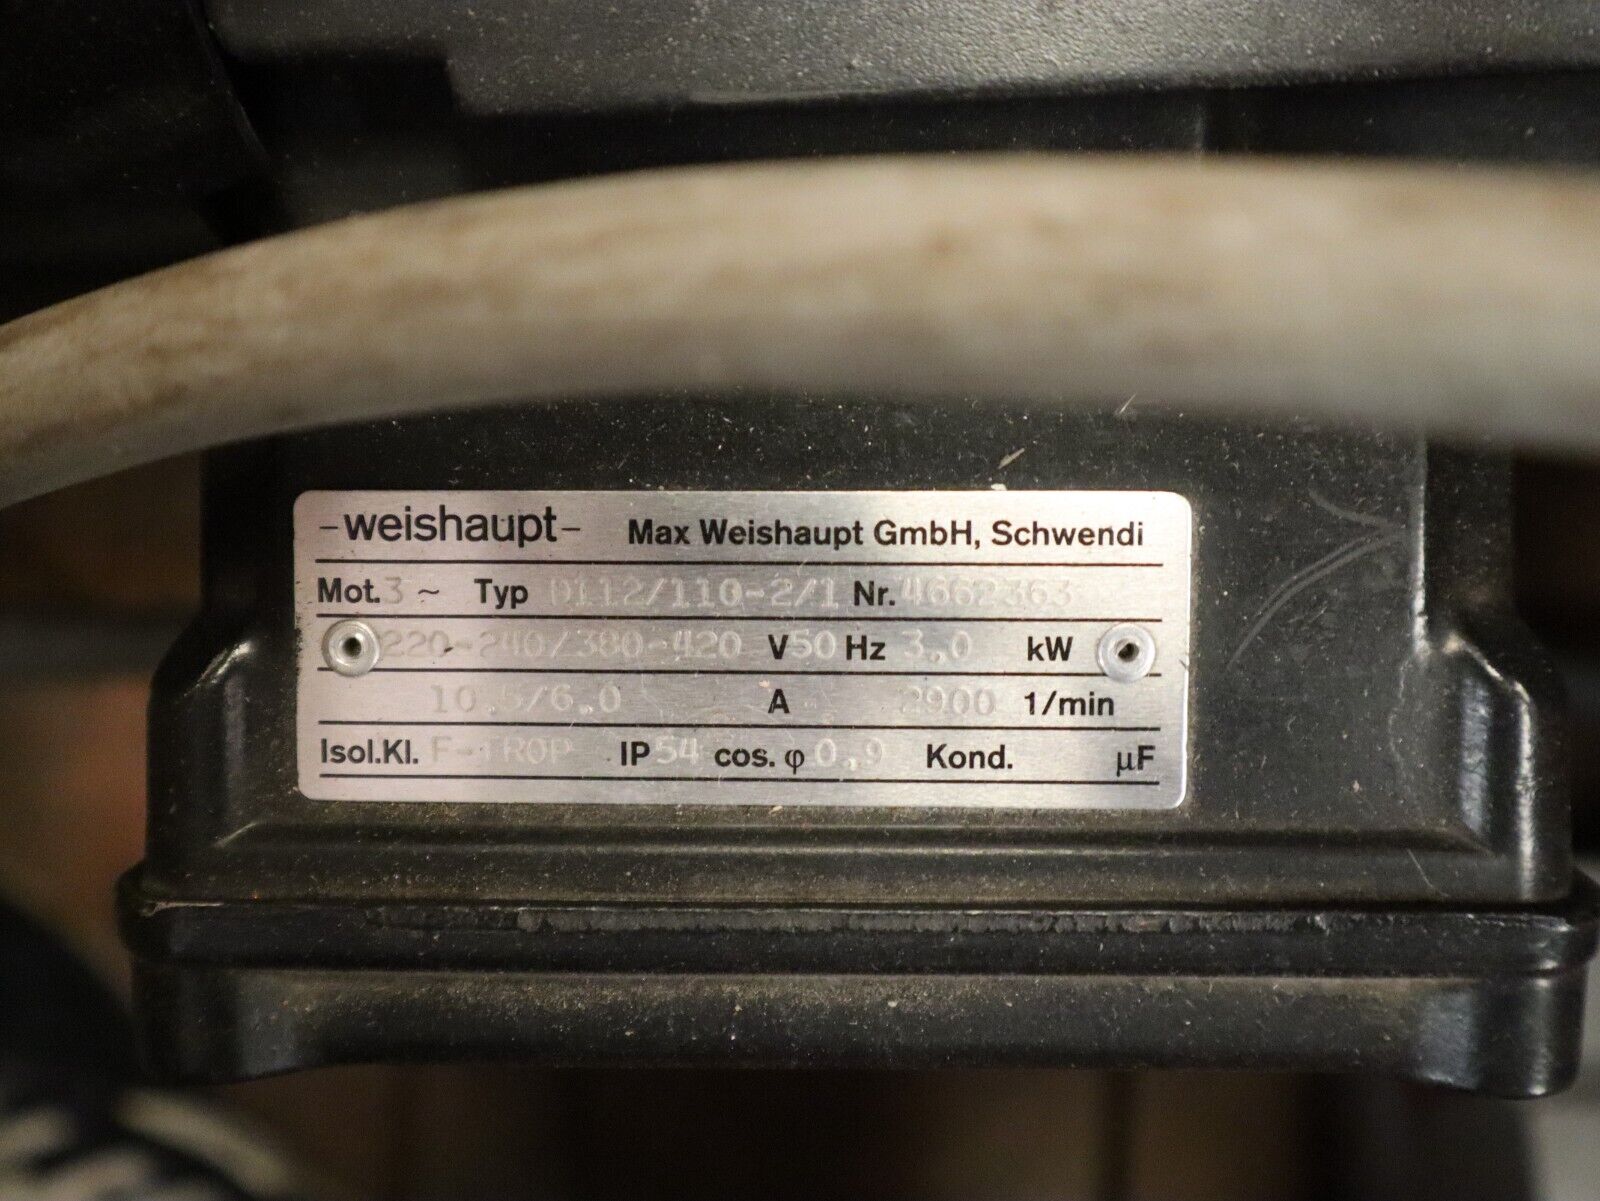 -weishaupt- Max Weishaupt GmbH, Schwendi
Mot. 3 ~ Typ D112/110-2/1 Nr. 4662363
220-240/380-420 V 50 Hz 3,0 kW
10.5/6.0 A 2900 1/min
Isol.Kl. F-TROP IP 54 cos. φ 0,9 Kond. µF